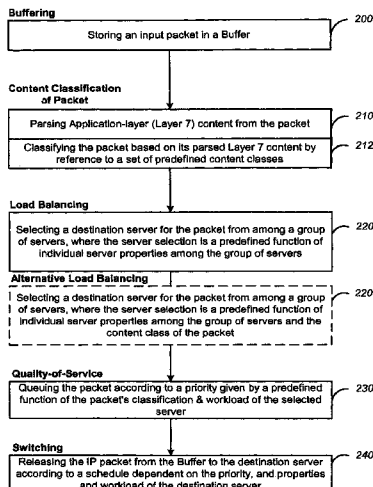 Buffering
200
Storing an input packet in a Buffer
Content Classification
of Packet
210
Parsing Application-layer (Layer 7) content from the packet
212
Classifying the packet based on its parsed Layer 7 content by
reference to a set of predefined content classes
Load Balancing
220
Selecting a destination server for the packet from among a group
of servers, where the server selection is a predefined function of
individual server properties among the group of servers
Alternative Load Balancing
220
Selecting a destination server for the packet from among a group
of servers, where the server selection is a predefined function of
individual server properties among the group of servers and the
content class of the packet
Quality-of-Service
230
Queuing the packet according to a priority given by a predefined
function of the packet's classification & workload of the selected
server
Switching
240
Releasing the IP packet from the Buffer to the destination server
according to a schedule dependent on the priority, and properties
and workload of the destination server